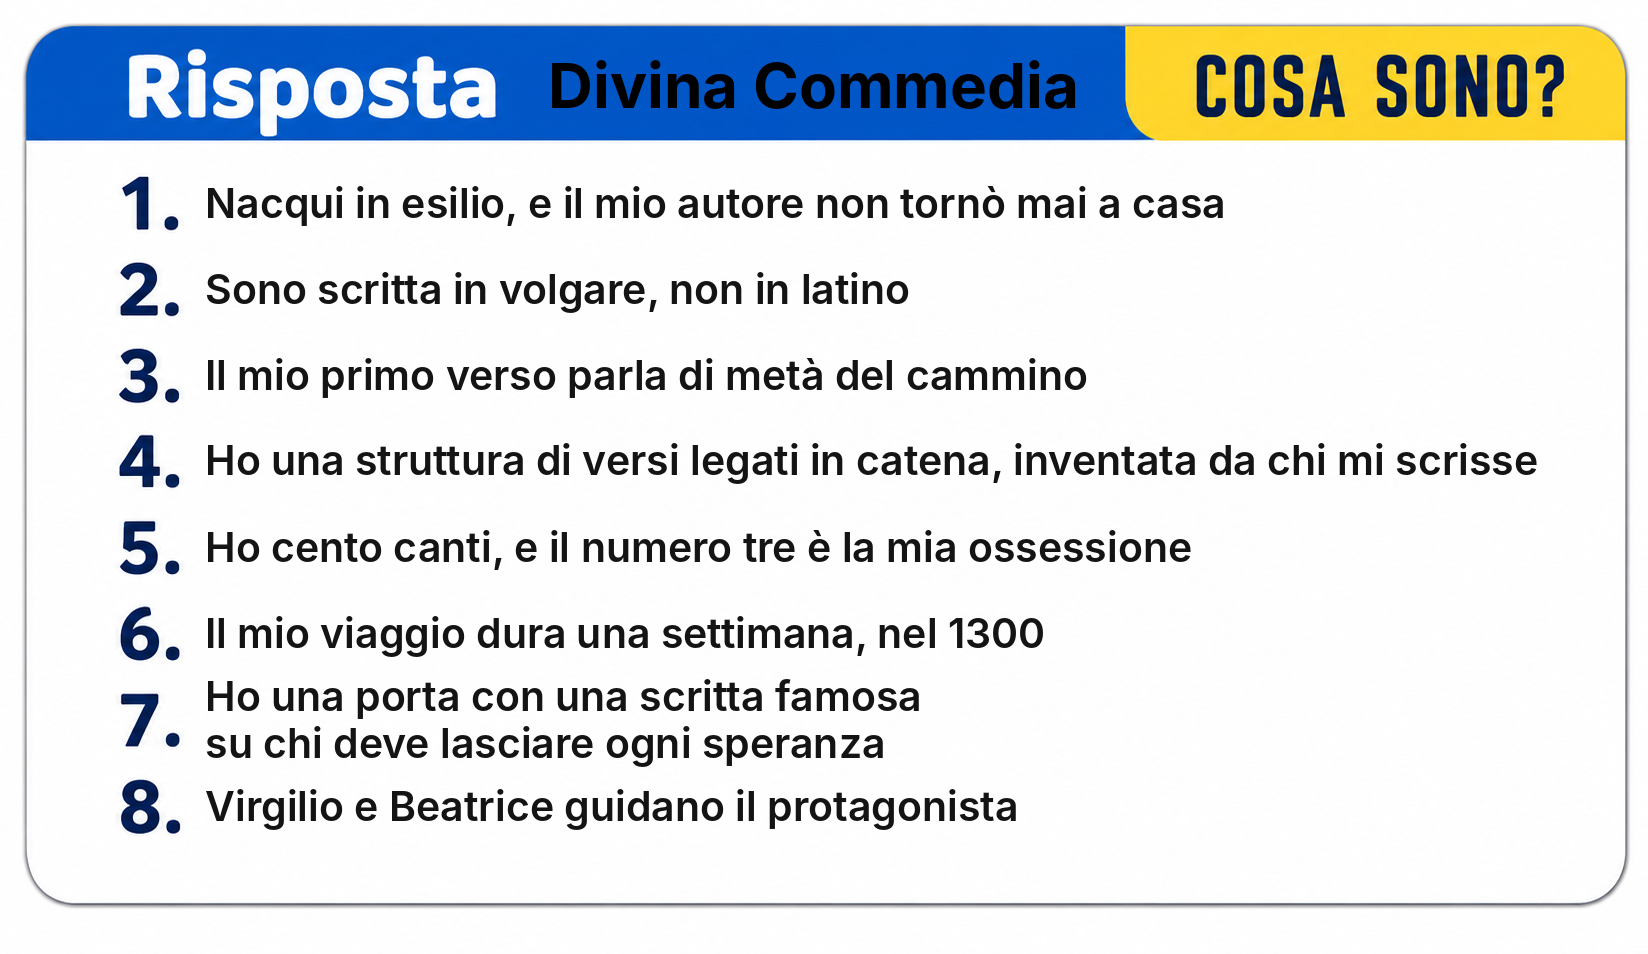 Risposta Divina Commedia COSA SONO?
1. Nacqui in esilio, e il mio autore non tornò mai a casa
2. Sono scritta in volgare, non in latino
3. Il mio primo verso parla di metà del cammino
4. Ho una struttura di versi legati in catena, inventata da chi mi scrisse
5. Ho cento canti, e il numero tre è la mia ossessione
6. Il mio viaggio dura una settimana, nel 1300
7. Ho una porta con una scritta famosa
su chi deve lasciare ogni speranza
8. Virgilio e Beatrice guidano il protagonista